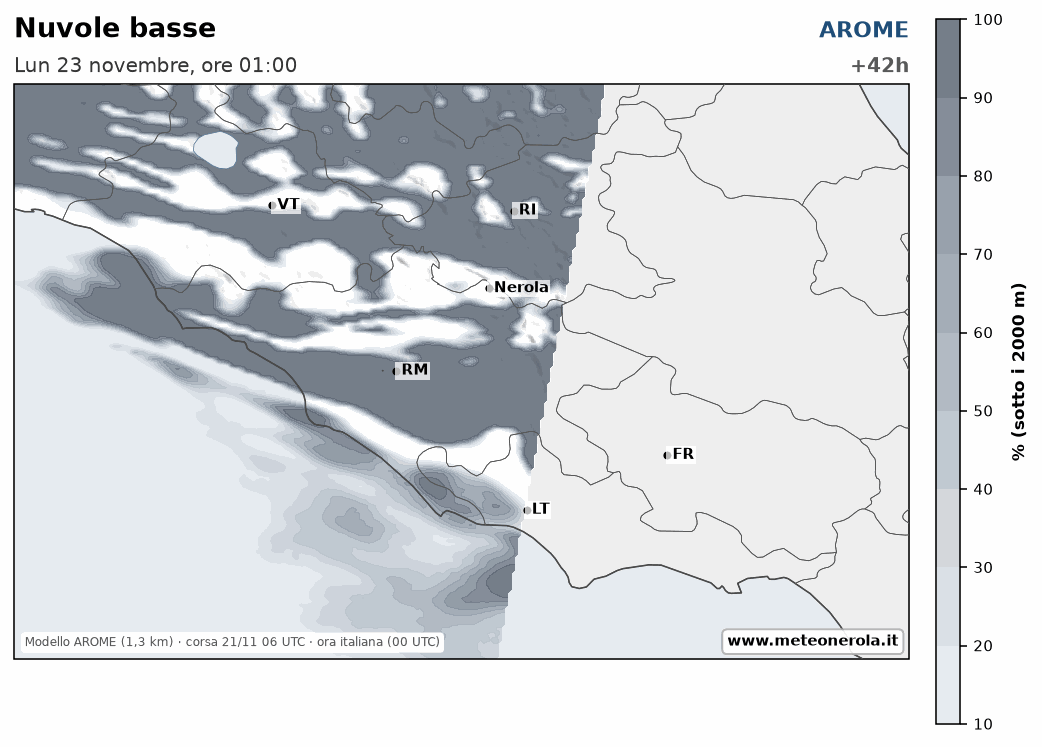 Nuvole basse
AROME
Lun 23 novembre, ore 01:00
+42h
100
90
80
70
60
50
40
30
20
10
% (sotto i 2000 m)
VT
RI
Nerola
RM
FR
LT
Modello AROME (1,3 km) · corsa 21/11 06 UTC · ora italiana (00 UTC)
www.meteonerola.it